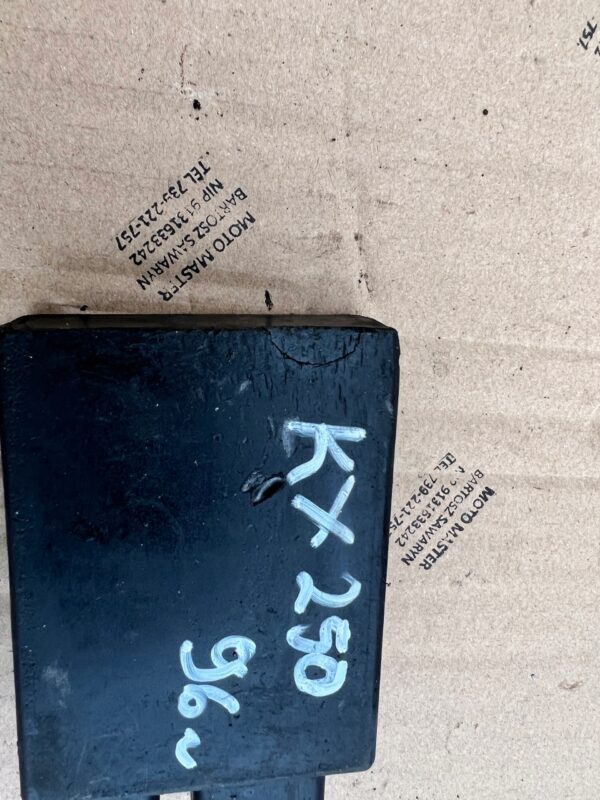 MOTO MASTER
BARTOSZ SAWARYN
NIP 9131633242
TEL 739-221-757
MOTO MASTER
BARTOSZ SAWARYN
9131633242
TEL 739-221-75
757
KX 250
96r